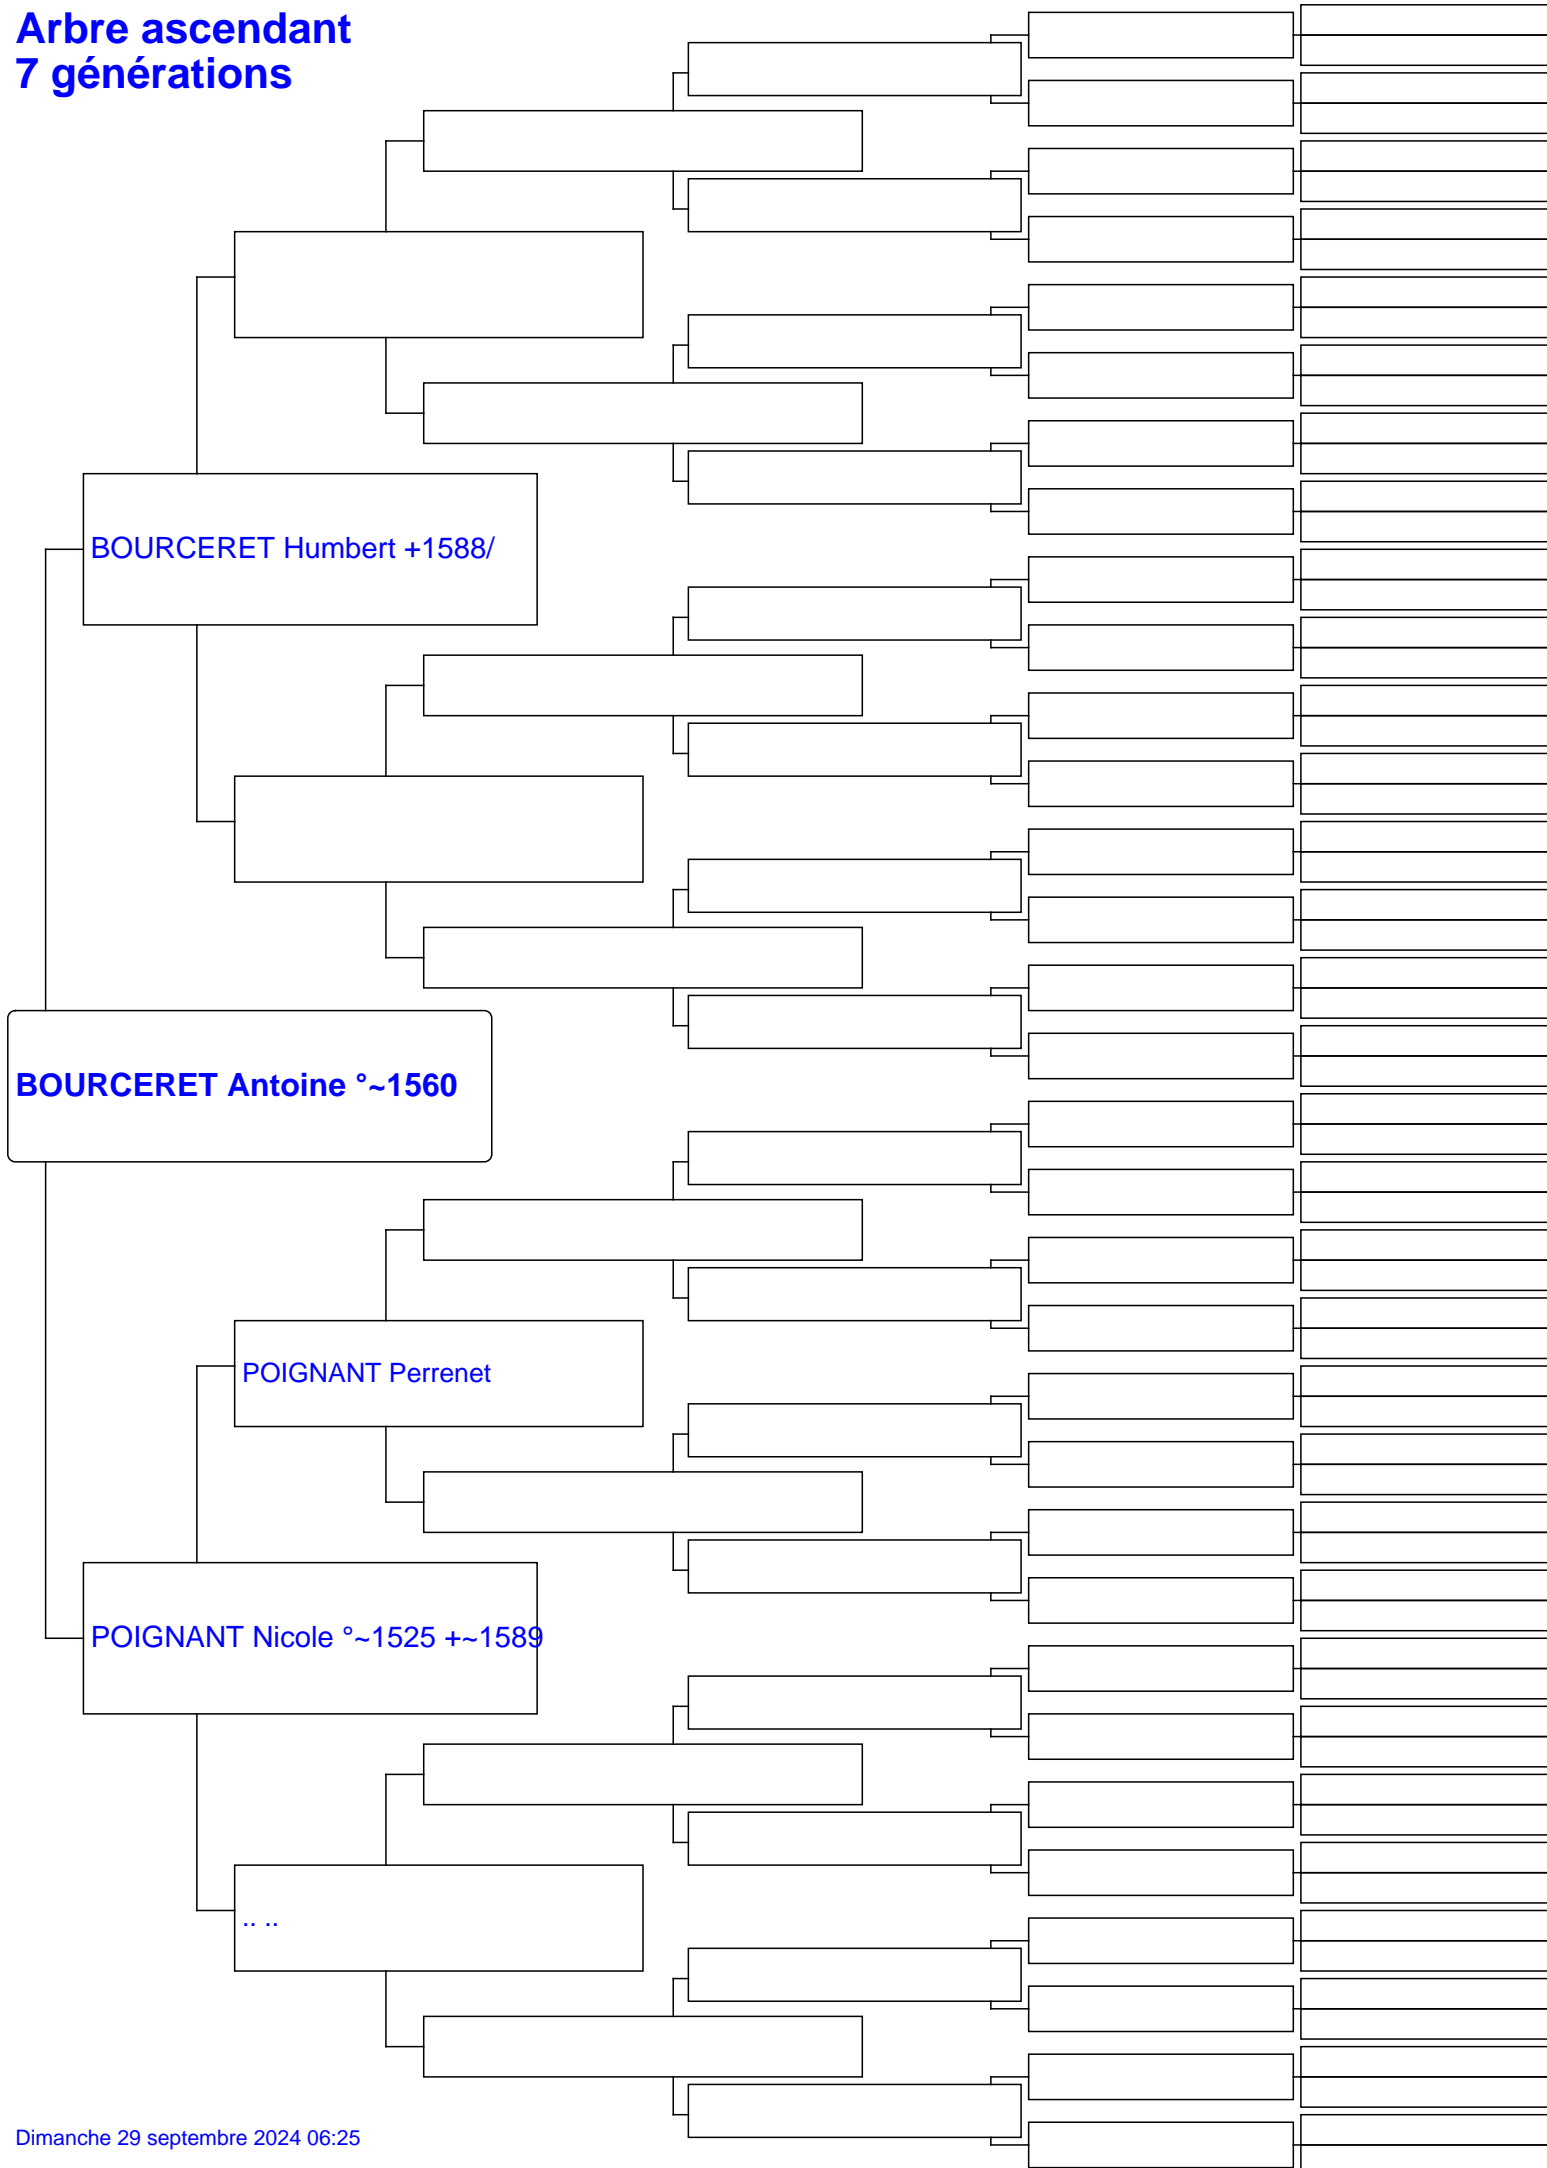 Arbre ascendant
7 générations
BOURCERET Humbert +1588/
BOURCERET Antoine °~1560
POIGNANT Perrenet
POIGNANT Nicole °~1525 +~1589
.. ..
Dimanche 29 septembre 2024 06:25